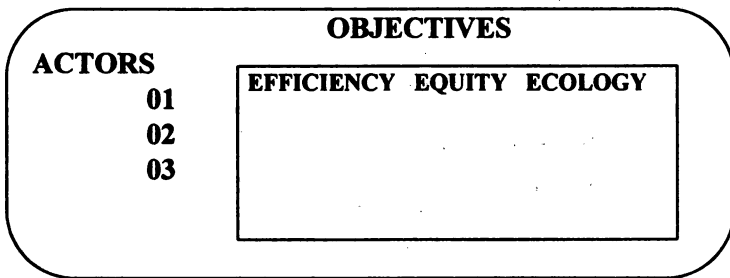 OBJECTIVES
ACTORS
EFFICIENCY EQUITY ECOLOGY
01
02
03